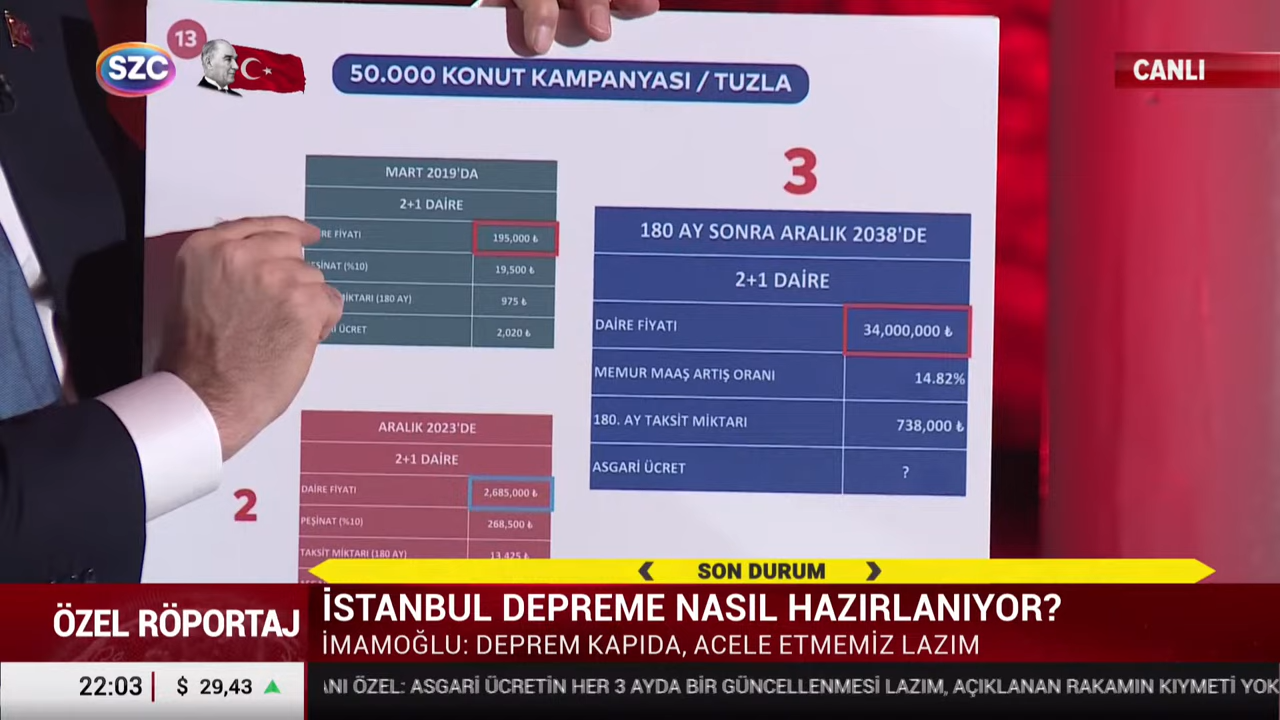 13
SZC
50.000 KONUT KAMPANYASI / TUZLA
CANLI
MART 2019'DA
2+1 DAİRE
FİYATI 195,000 ₺
(%10) 19,500 ₺
(180 AY) 975 ₺
ÜCRET 2,020 ₺
2
ARALIK 2023'DE
2+1 DAİRE
DAİRE FİYATI 2,685,000 ₺
PEŞİNAT (%10) 268,500 ₺
TAKSİT MİKTARI (180 AY) 13,425 ₺
3
180 AY SONRA ARALIK 2038'DE
2+1 DAİRE
DAİRE FİYATI 34,000,000 ₺
MEMUR MAAŞ ARTIŞ ORANI 14.82%
180. AY TAKSİT MİKTARI 738,000 ₺
ASGARİ ÜCRET ?
SON DURUM
ÖZEL RÖPORTAJ
İSTANBUL DEPREME NASIL HAZIRLANIYOR?
İMAMOĞLU: DEPREM KAPIDA, ACELE ETMEMİZ LAZIM
22:03 $ 29,43
ÖZEL: ASGARİ ÜCRETİN HER 3 AYDA BİR GÜNCELLENMESİ LAZIM, AÇIKLANAN RAKAMIN KIYMETİ YOK